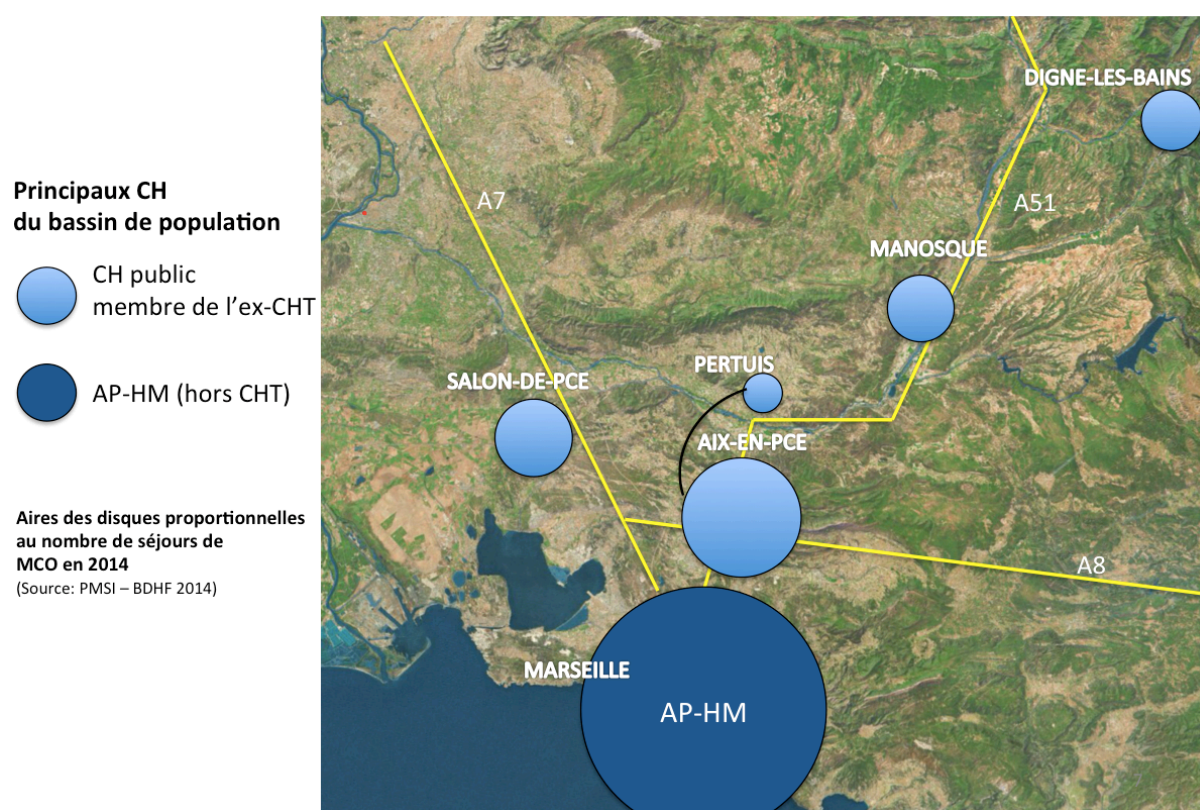 Principaux CH
du bassin de population
CH public
membre de l'ex-CHT
AP-HM (hors CHT)
Aires des disques proportionnelles
au nombre de séjours de
MCO en 2014
(Source: PMSI – BDHF 2014)
DIGNE-LES-BAINS
A7
A51
MANOSQUE
PERTUIS
SALON-DE-PCE
AIX-EN-PCE
A8
MARSEILLE
AP-HM